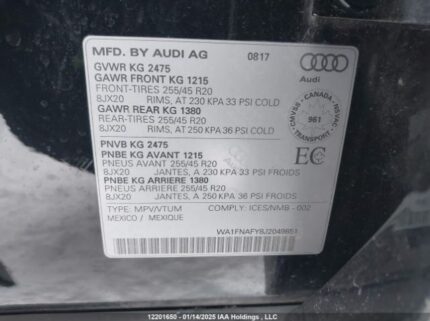 MFD. BY AUDI AG 0817
GVWR KG 2475
GAWR FRONT KG 1215
FRONT-TIRES 255/45 R20
8JX20 RIMS, AT 230 KPA 33 PSI COLD
GAWR REAR KG 1380
REAR-TIRES 255/45 R20
8JX20 RIMS, AT 250 KPA 36 PSI COLD
Audi
CANADA
CMVSS NSVAC
961
TRANSPORT
PNVB KG 2475
PNBE KG AVANT 1215
PNEUS AVANT 255/45 R20
8JX20 JANTES, A 230 KPA 33 PSI FROIDS
PNBE KG ARRIERE 1380
PNEUS ARRIERE 255/45 R20
8JX20 JANTES, A 250 KPA 36 PSI FROIDS
EC
TYPE: MPV/VTUM COMPLY: ICES/NMB - 002
WA1FNAFY8J2049851
12201650 - 01/14/2025 IAA Holdings , LLC